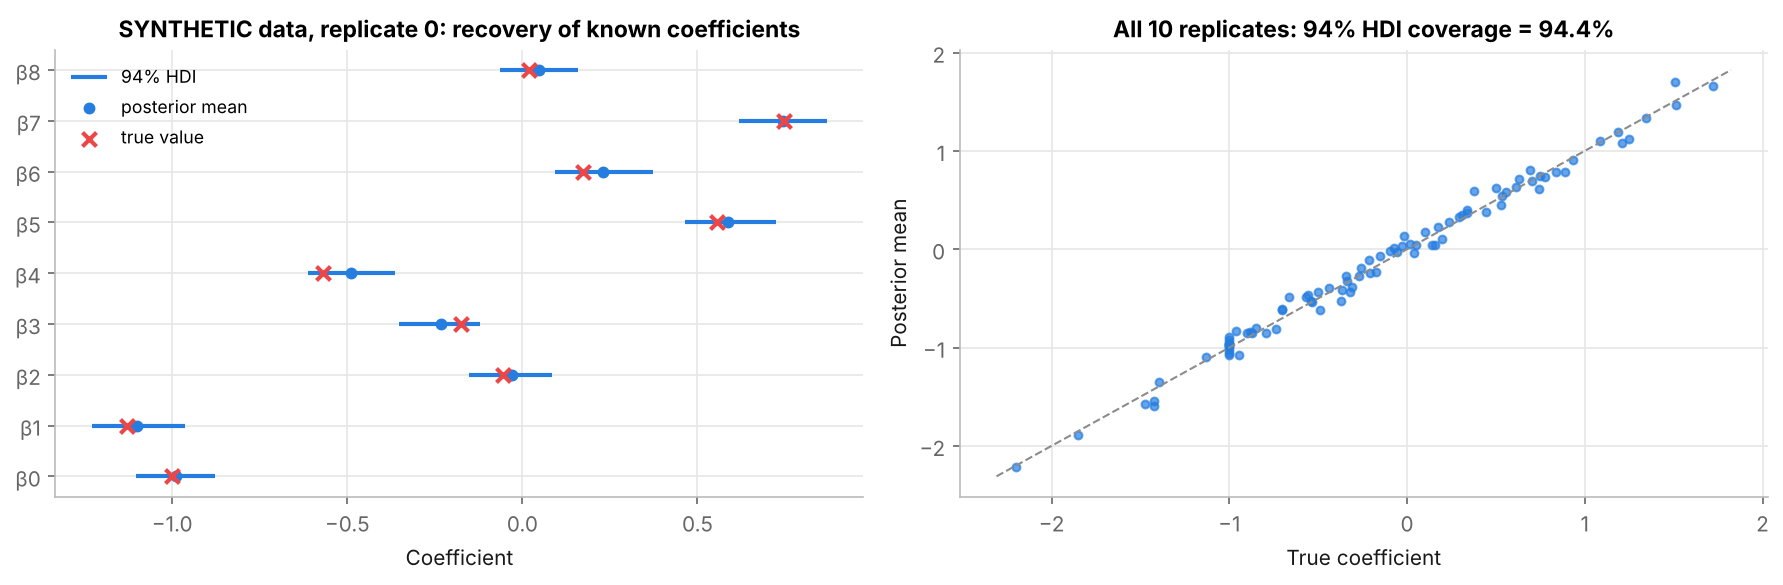 SYNTHETIC data, replicate 0: recovery of known coefficients
94% HDI
posterior mean
true value
β8
β7
β6
β5
β4
β3
β2
β1
β0
−1.0
−0.5
0.0
0.5
Coefficient
All 10 replicates: 94% HDI coverage = 94.4%
Posterior mean
2
1
0
−1
−2
−2
−1
0
1
2
True coefficient